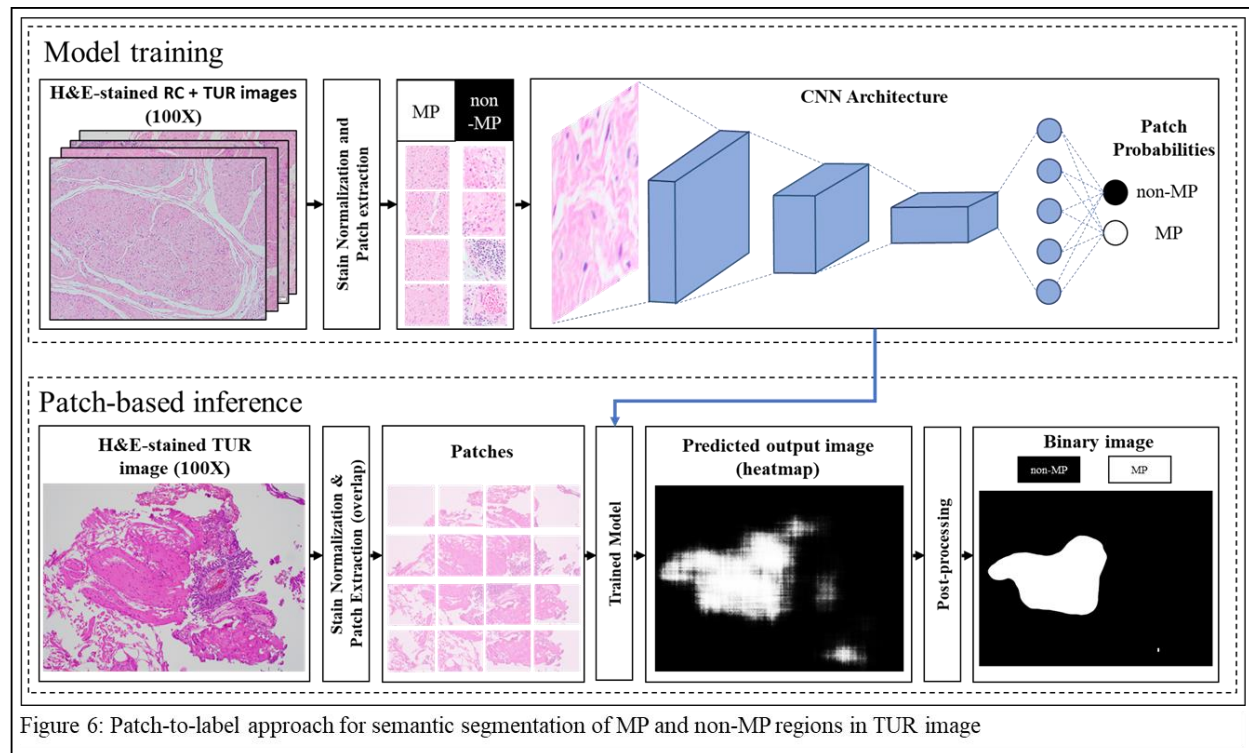 Model training
H&E-stained RC + TUR images
(100X)
Stain Normalization and
Patch extraction
MP
non
-MP
CNN Architecture
Patch
Probabilities
non-MP
MP
Patch-based inference
H&E-stained TUR
image (100X)
Stain Normalization &
Patch Extraction (overlap)
Patches
Trained Model
Predicted output image
(heatmap)
Post-processing
Binary image
non-MP
MP
Figure 6: Patch-to-label approach for semantic segmentation of MP and non-MP regions in TUR image